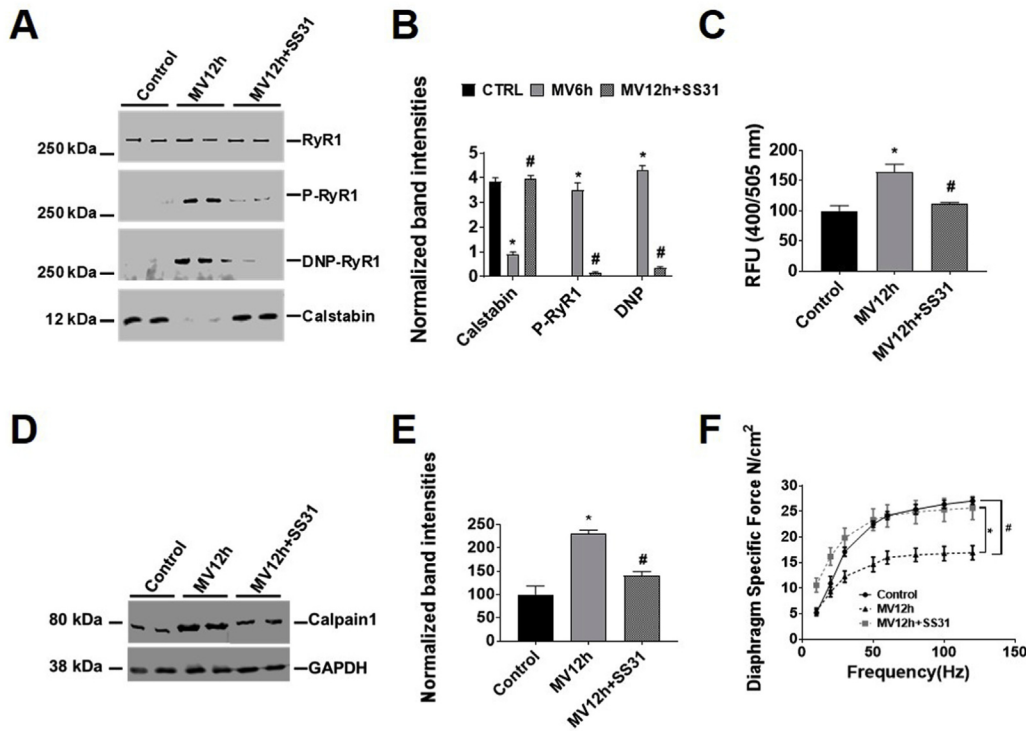 A
Control
MV12h
MV12h+SS31
250 kDa
RyR1
250 kDa
P-RyR1
250 kDa
DNP-RyR1
12 kDa
Calstabin
B
CTRL MV6h MV12h+SS31
Normalized band intensities
5
4
3
2
1
0
*
#
*
#
*
#
Calstabin
P-RyR1
DNP
C
RFU (400/505 nm)
200
150
100
50
0
*
#
Control
MV12h
MV12h+SS31
D
Control
MV12h
MV12h+SS31
80 kDa
Calpain1
38 kDa
GAPDH
E
Normalized band intensities
250
200
150
100
50
0
*
#
Control
MV12h
MV12h+SS31
F
Diaphragm Specific Force N/cm²
30
25
20
15
10
5
0
*
#
Control
MV12h
MV12h+SS31
0 50 100 150
Frequency(Hz)